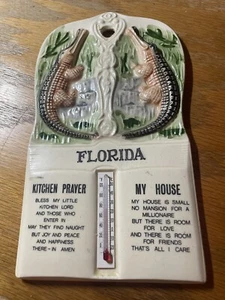 FLORIDA
KITCHEN PRAYER
BLESS MY LITTLE
KITCHEN LORD
AND THOSE WHO
ENTER IN
MAY THEY FIND NAUGHT
BUT JOY AND PEACE
AND HAPPINESS
THERE-IN AMEN
MY HOUSE
MY HOUSE IS SMALL
NO MANSION FOR A
MILLIONAIRE
BUT THERE IS ROOM
FOR LOVE
AND THERE IS ROOM
FOR FRIENDS
THAT'S ALL I CARE